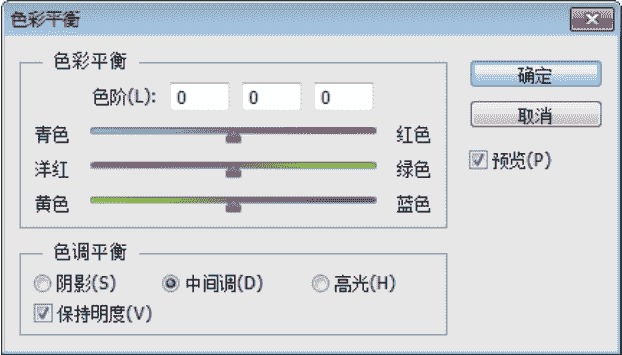 色彩平衡
色彩平衡
色阶(L): 0 0 0
确定
取消
青色 红色
洋红 绿色
预览(P)
黄色 蓝色
色调平衡
阴影(S) 中间调(D) 高光(H)
保持明度(V)